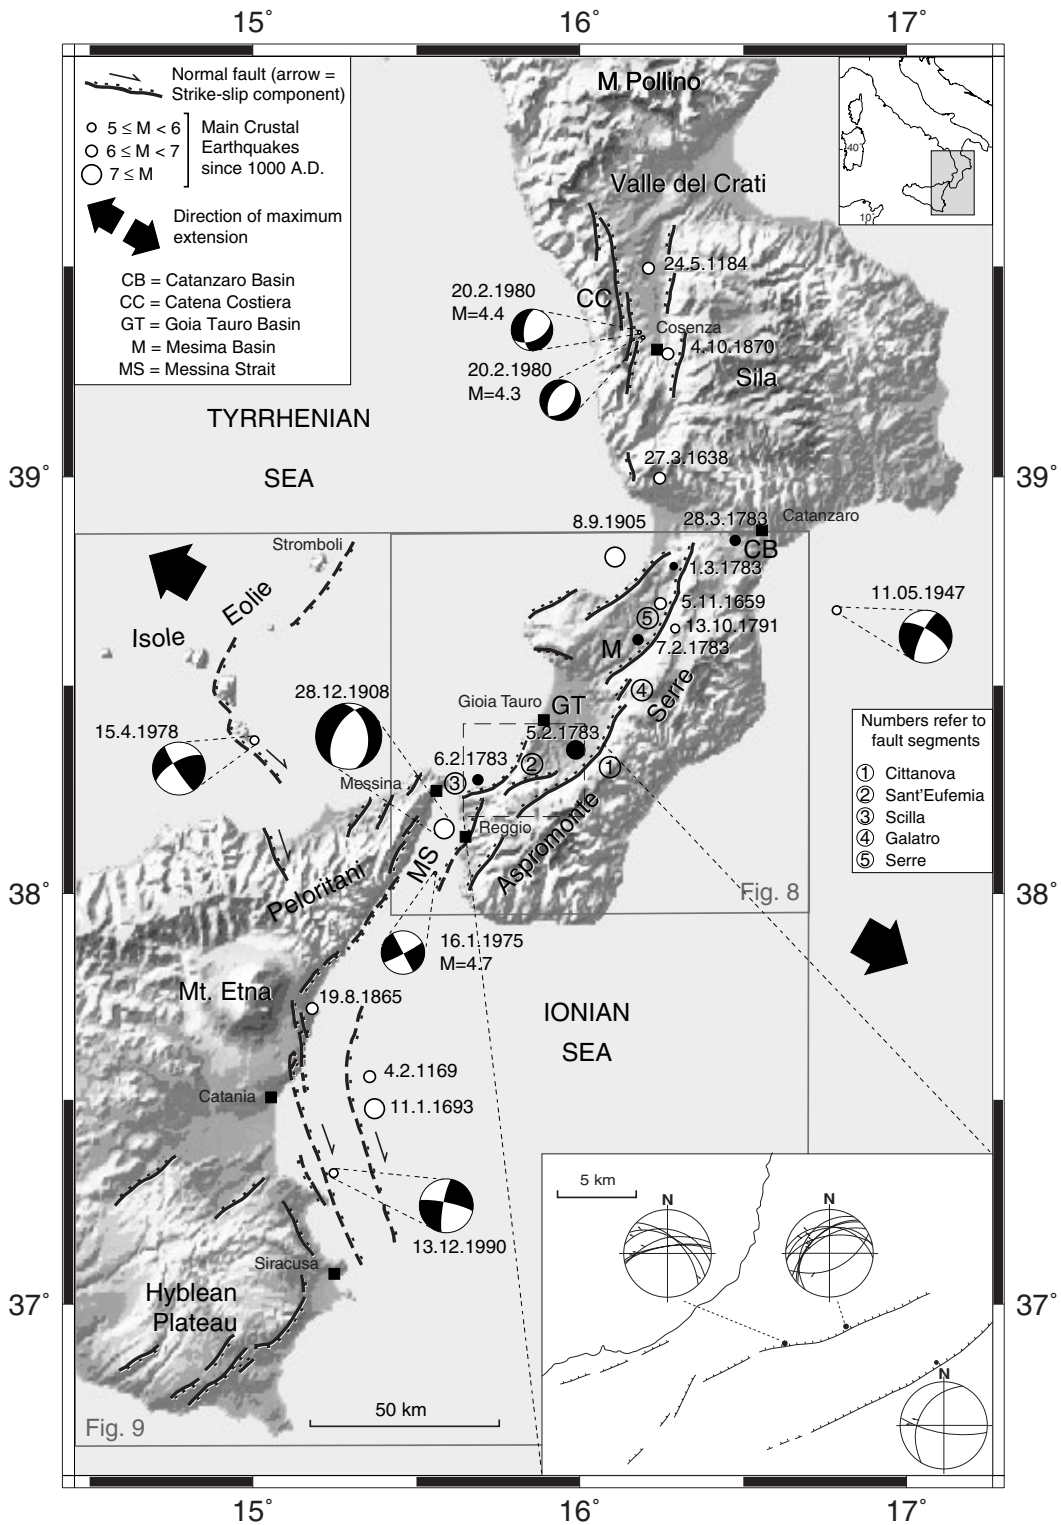 15° 16° 17°
Normal fault (arrow =
Strike-slip component)
5 ≤ M < 6
6 ≤ M < 7
7 ≤ M
Main Crustal
Earthquakes
since 1000 A.D.
Direction of maximum
extension
CB = Catanzaro Basin
CC = Catena Costiera
GT = Goia Tauro Basin
M = Mesima Basin
MS = Messina Strait
40
10
M Pollino
Valle del Crati
24.5.1184
CC
20.2.1980
M=4.4
Cosenza
4.10.1870
20.2.1980
M=4.3
Sila
TYRRHENIAN
SEA
39° 39°
27.3.1638
8.9.1905
28.3.1783
Catanzaro
CB
Stromboli
1.3.1783
Eolie
Isole
5.11.1659
5
13.10.1791
M
7.2.1783
11.05.1947
4
Serre
28.12.1908
Gioia Tauro
GT
15.4.1978
5.2.1783
6.2.1783
2
1
Messina
3
Numbers refer to
fault segments
1 Cittanova
2 Sant'Eufemia
3 Scilla
4 Galatro
5 Serre
Reggio
Aspromonte
MS
Peloritani
38° 38°
Fig. 8
16.1.1975
M=4.7
Mt. Etna
19.8.1865
IONIAN
SEA
4.2.1169
Catania
11.1.1693
13.12.1990
Siracusa
Hyblean
Plateau
37° 37°
5 km
N
N
N
50 km
Fig. 9
15° 16° 17°